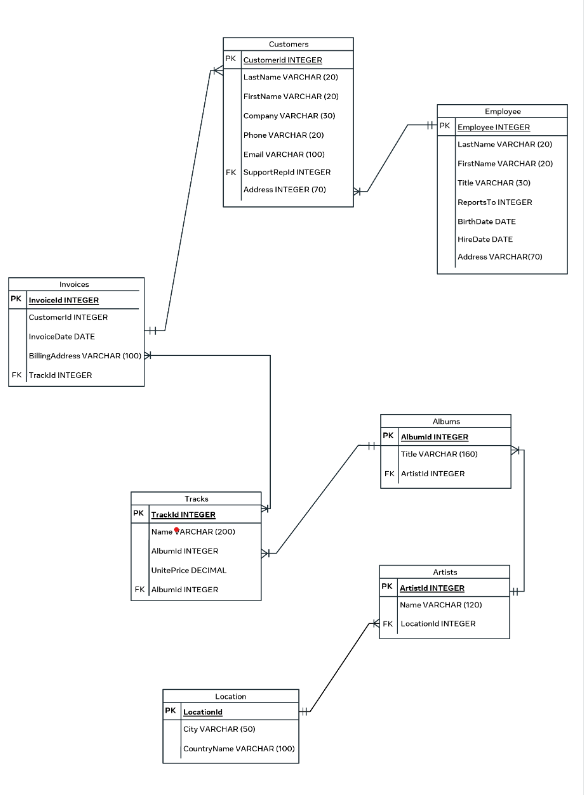 Customers
PK CustomerId INTEGER
LastName VARCHAR (20)
FirstName VARCHAR (20)
Company VARCHAR (30)
Phone VARCHAR (20)
Email VARCHAR (100)
FK SupportRepId INTEGER
Address INTEGER (70)
Employee
PK Employee INTEGER
LastName VARCHAR (20)
FirstName VARCHAR (20)
Title VARCHAR (30)
ReportsTo INTEGER
BirthDate DATE
HireDate DATE
Address VARCHAR(70)
Invoices
PK InvoiceId INTEGER
CustomerId INTEGER
InvoiceDate DATE
BillingAddress VARCHAR (100)
FK TrackId INTEGER
Albums
PK AlbumId INTEGER
Title VARCHAR (160)
FK ArtistId INTEGER
Tracks
PK TrackId INTEGER
Name VARCHAR (200)
AlbumId INTEGER
UnitePrice DECIMAL
FK AlbumId INTEGER
Artists
PK ArtistId INTEGER
Name VARCHAR (120)
FK LocationId INTEGER
Location
PK LocationId
City VARCHAR (50)
CountryName VARCHAR (100)